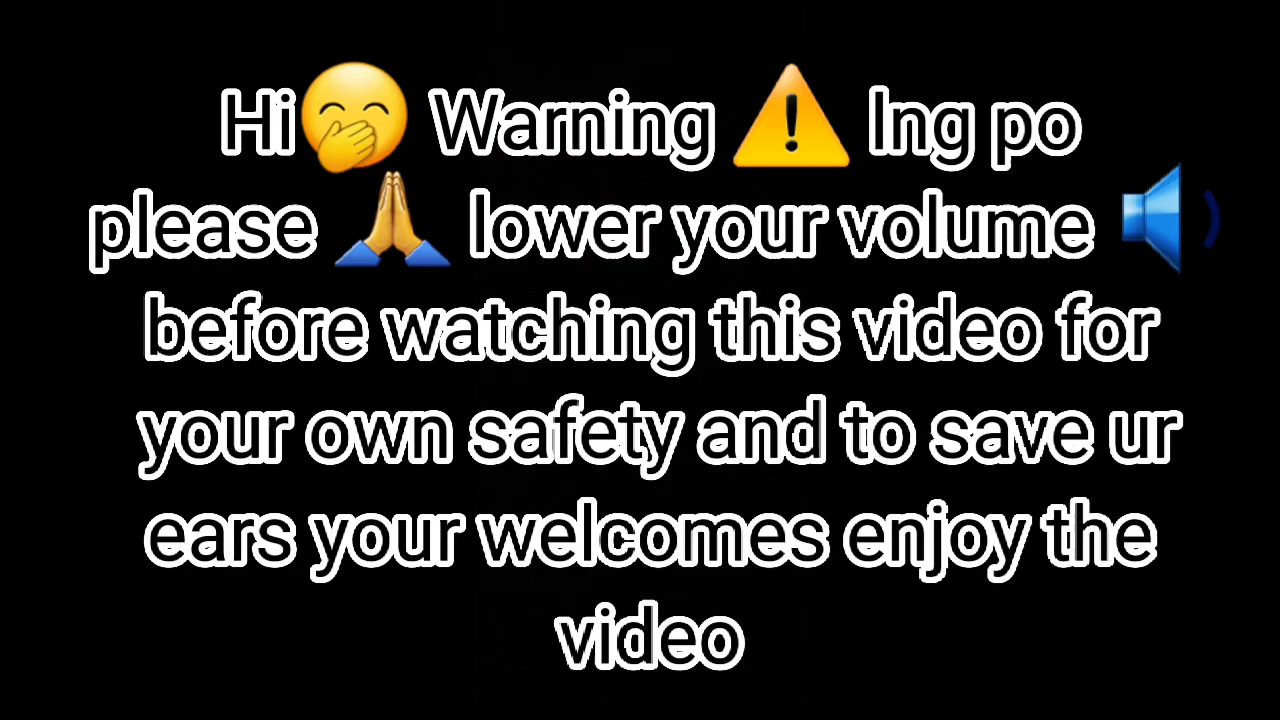 Hi🤭 Warning ⚠️ lng po
please 🙏 lower your volume 🔉
before watching this video for
your own safety and to save ur
ears your welcomes enjoy the
video